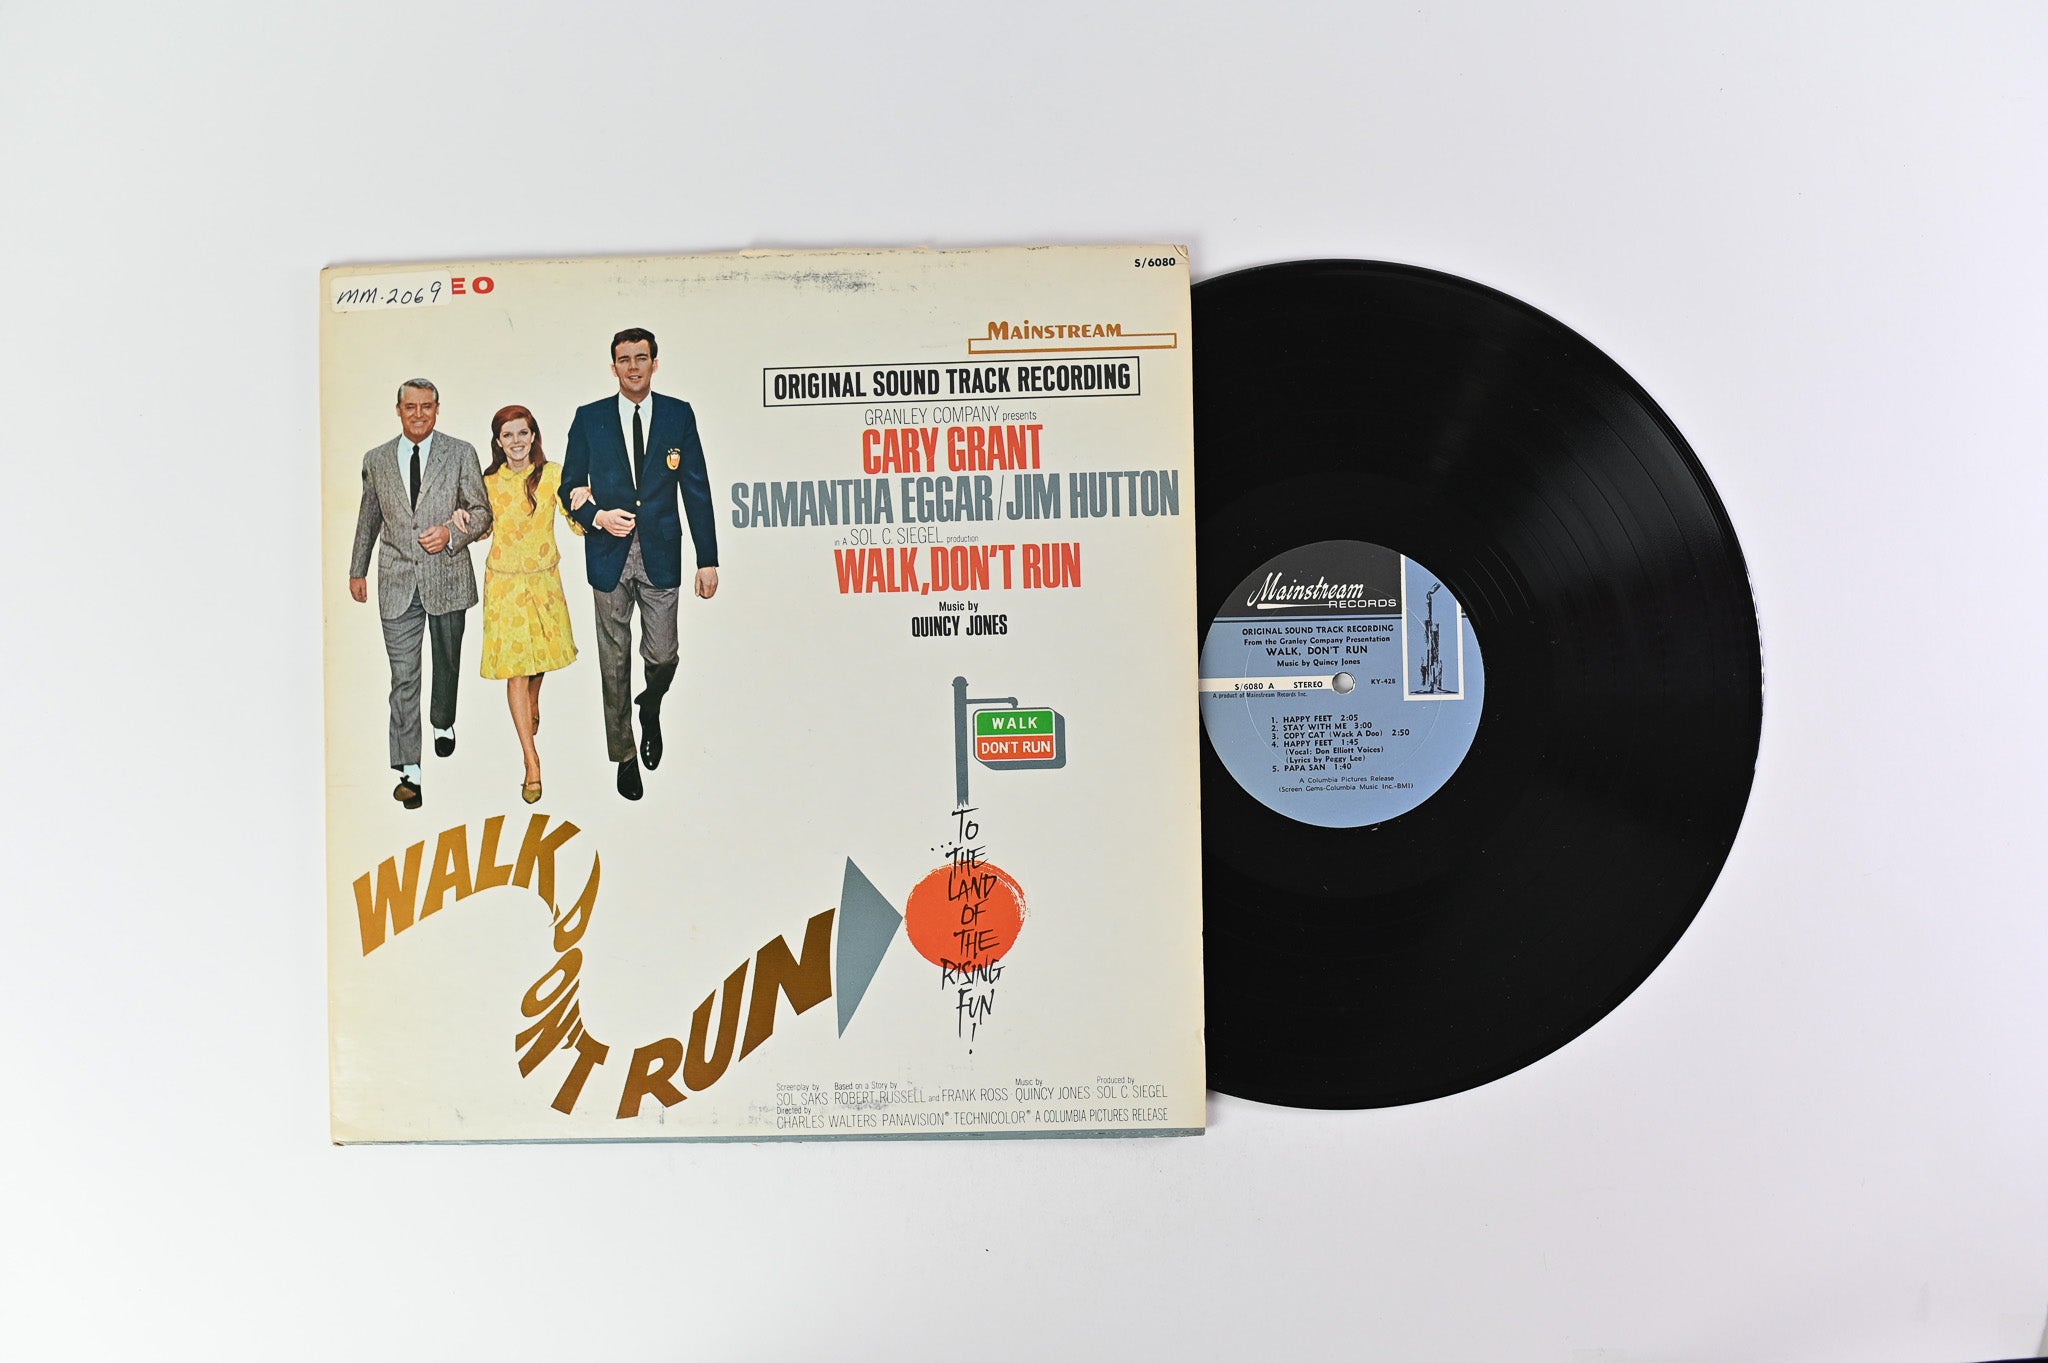 MM.2069
EO
S/6080
MAiNSTREAM
ORIGINAL SOUND TRACK RECORDING
GRANLEY COMPANY presents
CARY GRANT
SAMANTHA EGGAR/JIM HUTTON
in A SOL C. SIEGEL production
WALK, DON'T RUN
Music by
QUINCY JONES
WALK
DON'T RUN
WALK, DON'T RUN
...TO
THE
LAND
OF
THE
RISING
FUN
!
Screenplay by Based on a Story by Music by Produced by
SOL SAKS · ROBERT RUSSELL and FRANK ROSS · QUINCY JONES · SOL C. SIEGEL
Directed by
CHARLES WALTERS · PANAVISION® TECHNICOLOR® A COLUMBIA PICTURES RELEASE
Mainstream
RECORDS
ORIGINAL SOUND TRACK RECORDING
From the Granley Company Presentation
WALK, DON'T RUN
Music by Quincy Jones
S/6080 A STEREO KY-428
A product of Mainstream Records Inc.
1. HAPPY FEET 2:05
2. STAY WITH ME 3:00
3. COPY CAT (Wack A Doo) 2:50
4. HAPPY FEET 1:45
(Vocal: Don Elliott Voices)
(Lyrics by Peggy Lee)
5. PAPA SAN 1:40
A Columbia Pictures Release
(Screen Gems-Columbia Music Inc.-BMI)